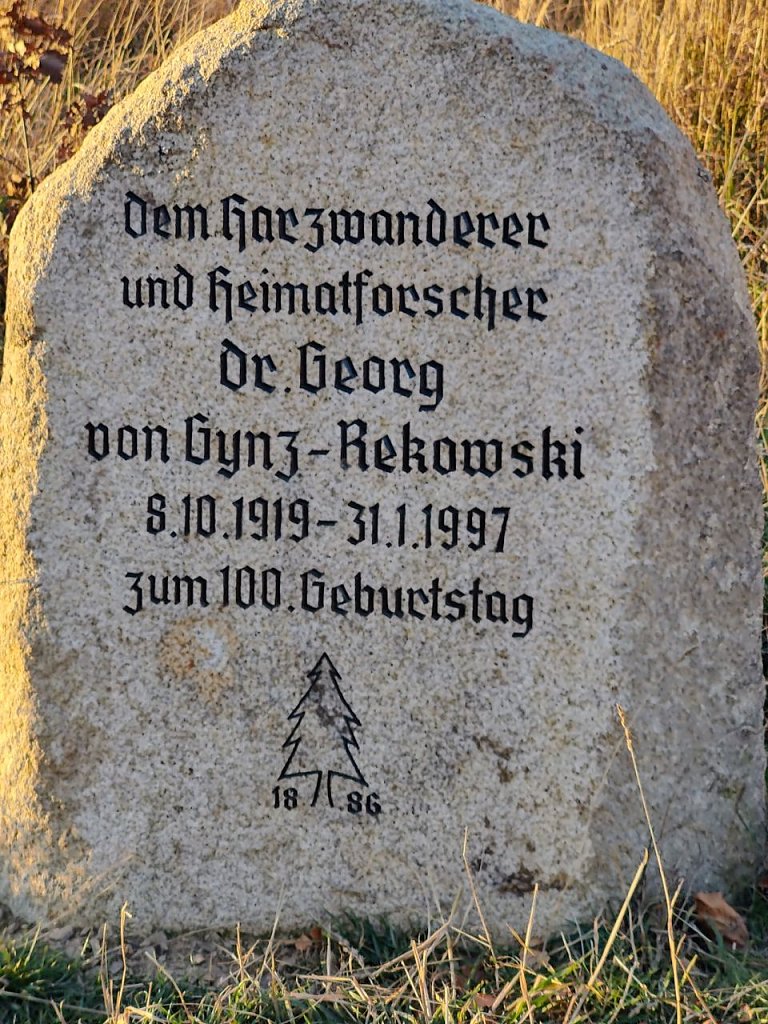 Dem Harzwanderer
und Heimatforscher
Dr. Georg
von Gynz-Rekowski
8.10.1919-31.1.1997
zum 100. Geburtstag
18 86